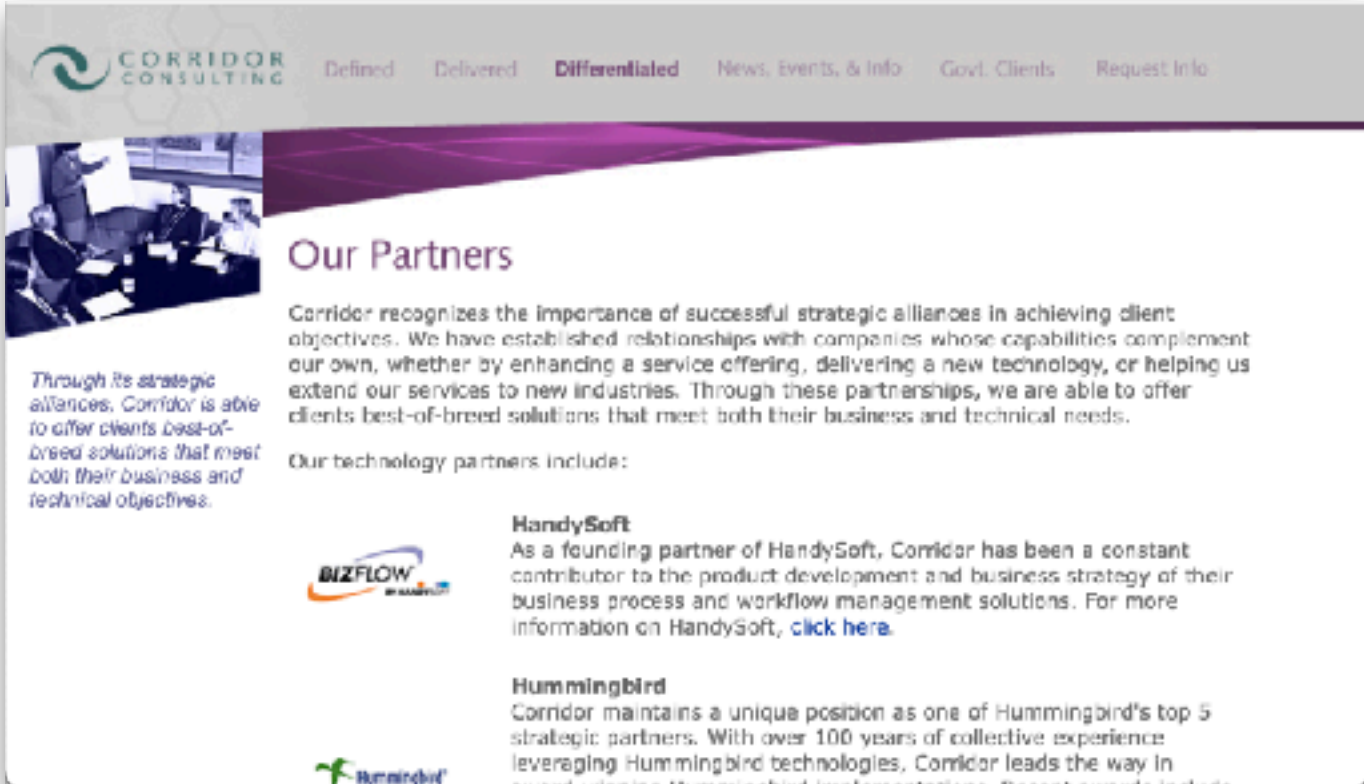 CORRIDOR
CONSULTING
Defined Delivered Differentiated News, Events, & Info Govt. Clients Request Info
Our Partners
Corridor recognizes the importance of successful strategic alliances in achieving client
objectives. We have established relationships with companies whose capabilities complement
our own, whether by enhancing a service offering, delivering a new technology, or helping us
extend our services to new industries. Through these partnerships, we are able to offer
clients best-of-breed solutions that meet both their business and technical needs.
Through its strategic
alliances, Corridor is able
to offer clients best-of-
breed solutions that meet
both their business and
technical objectives.
Our technology partners include:
BIZFLOW
BY HANDYSOFT
HandySoft
As a founding partner of HandySoft, Corridor has been a constant
contributor to the product development and business strategy of their
business process and workflow management solutions. For more
information on HandySoft, click here.
Hummingbird
Hummingbird
Corridor maintains a unique position as one of Hummingbird's top 5
strategic partners. With over 100 years of collective experience
leveraging Hummingbird technologies, Corridor leads the way in